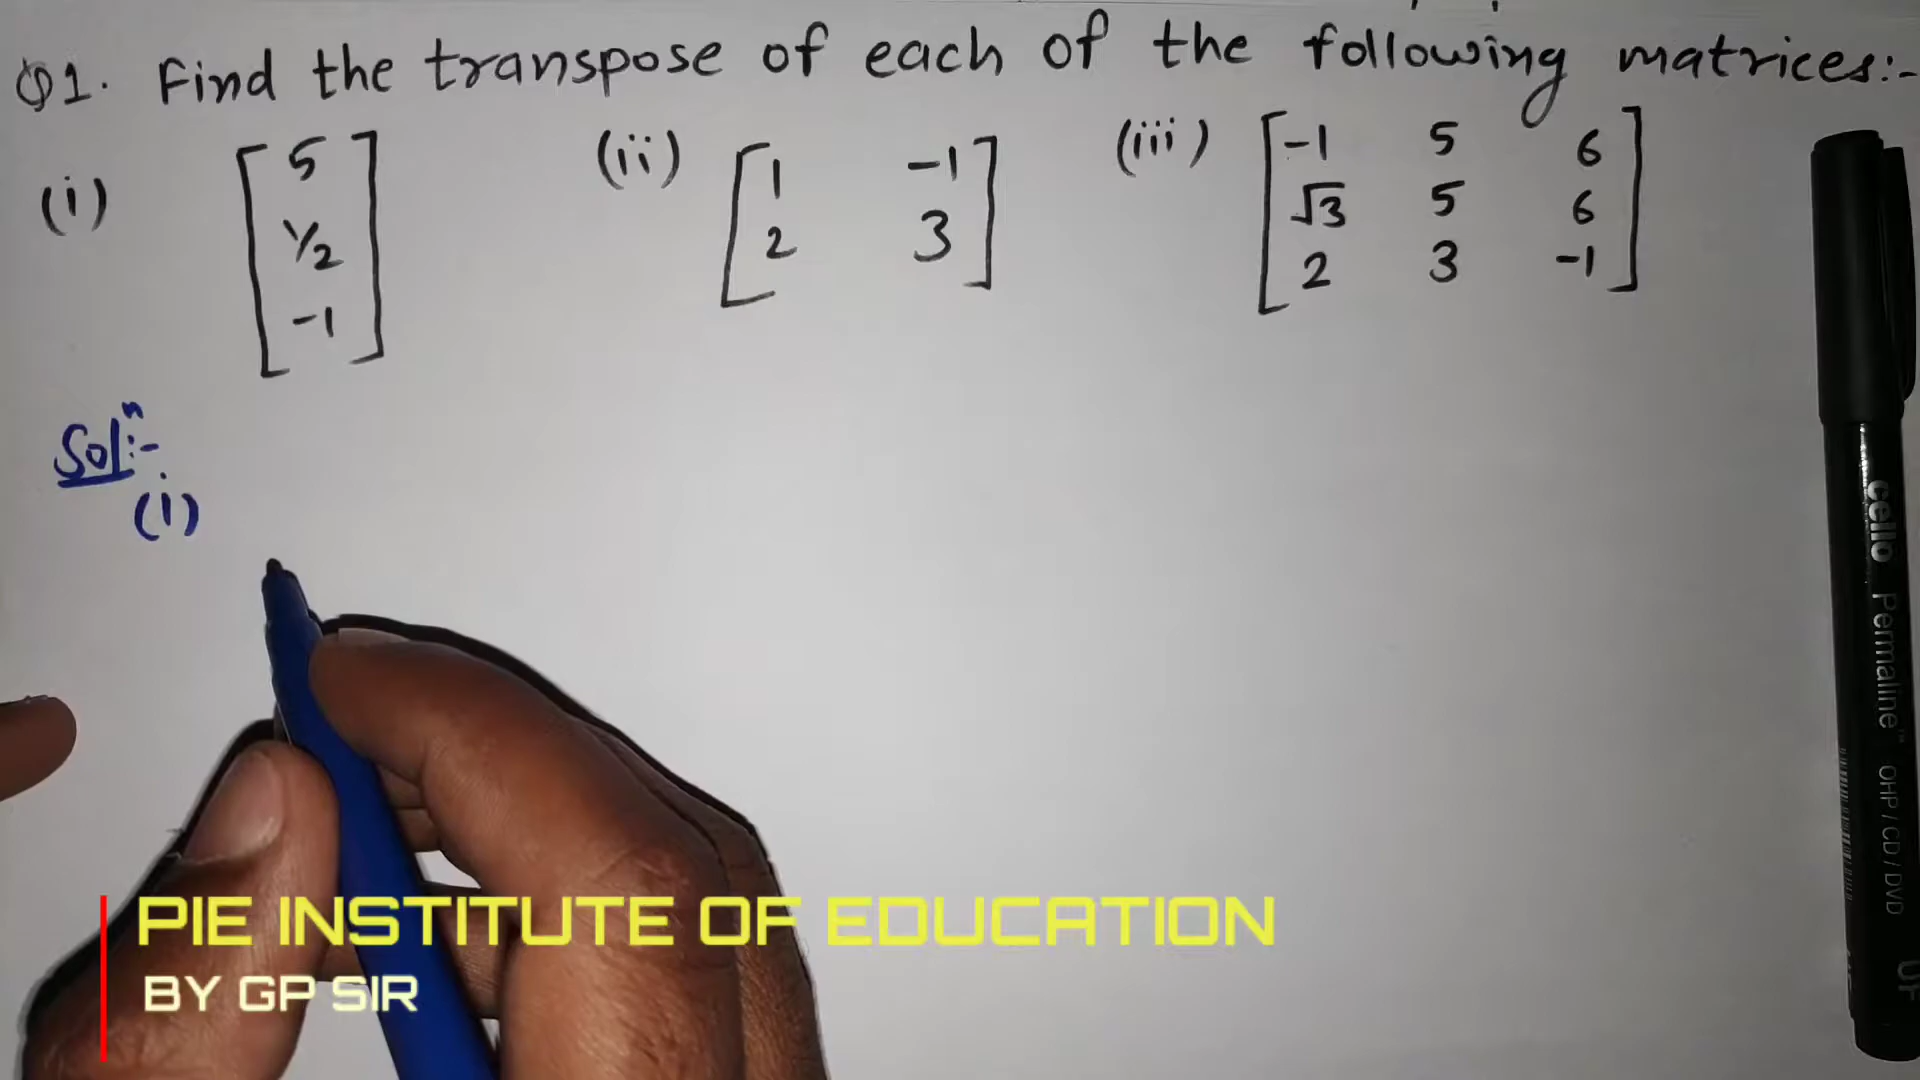 Q1. Find the transpose of each of the following matrices:-
(i) [5 1/2 -1]
(ii) [1 -1
2 3]
(iii) [-1 5 6
√3 5 6
2 3 -1]
Solⁿ:-
(i)
cello Permaline™ OHP / CD / DVD
PIE INSTITUTE OF EDUCATION
BY GP SIR